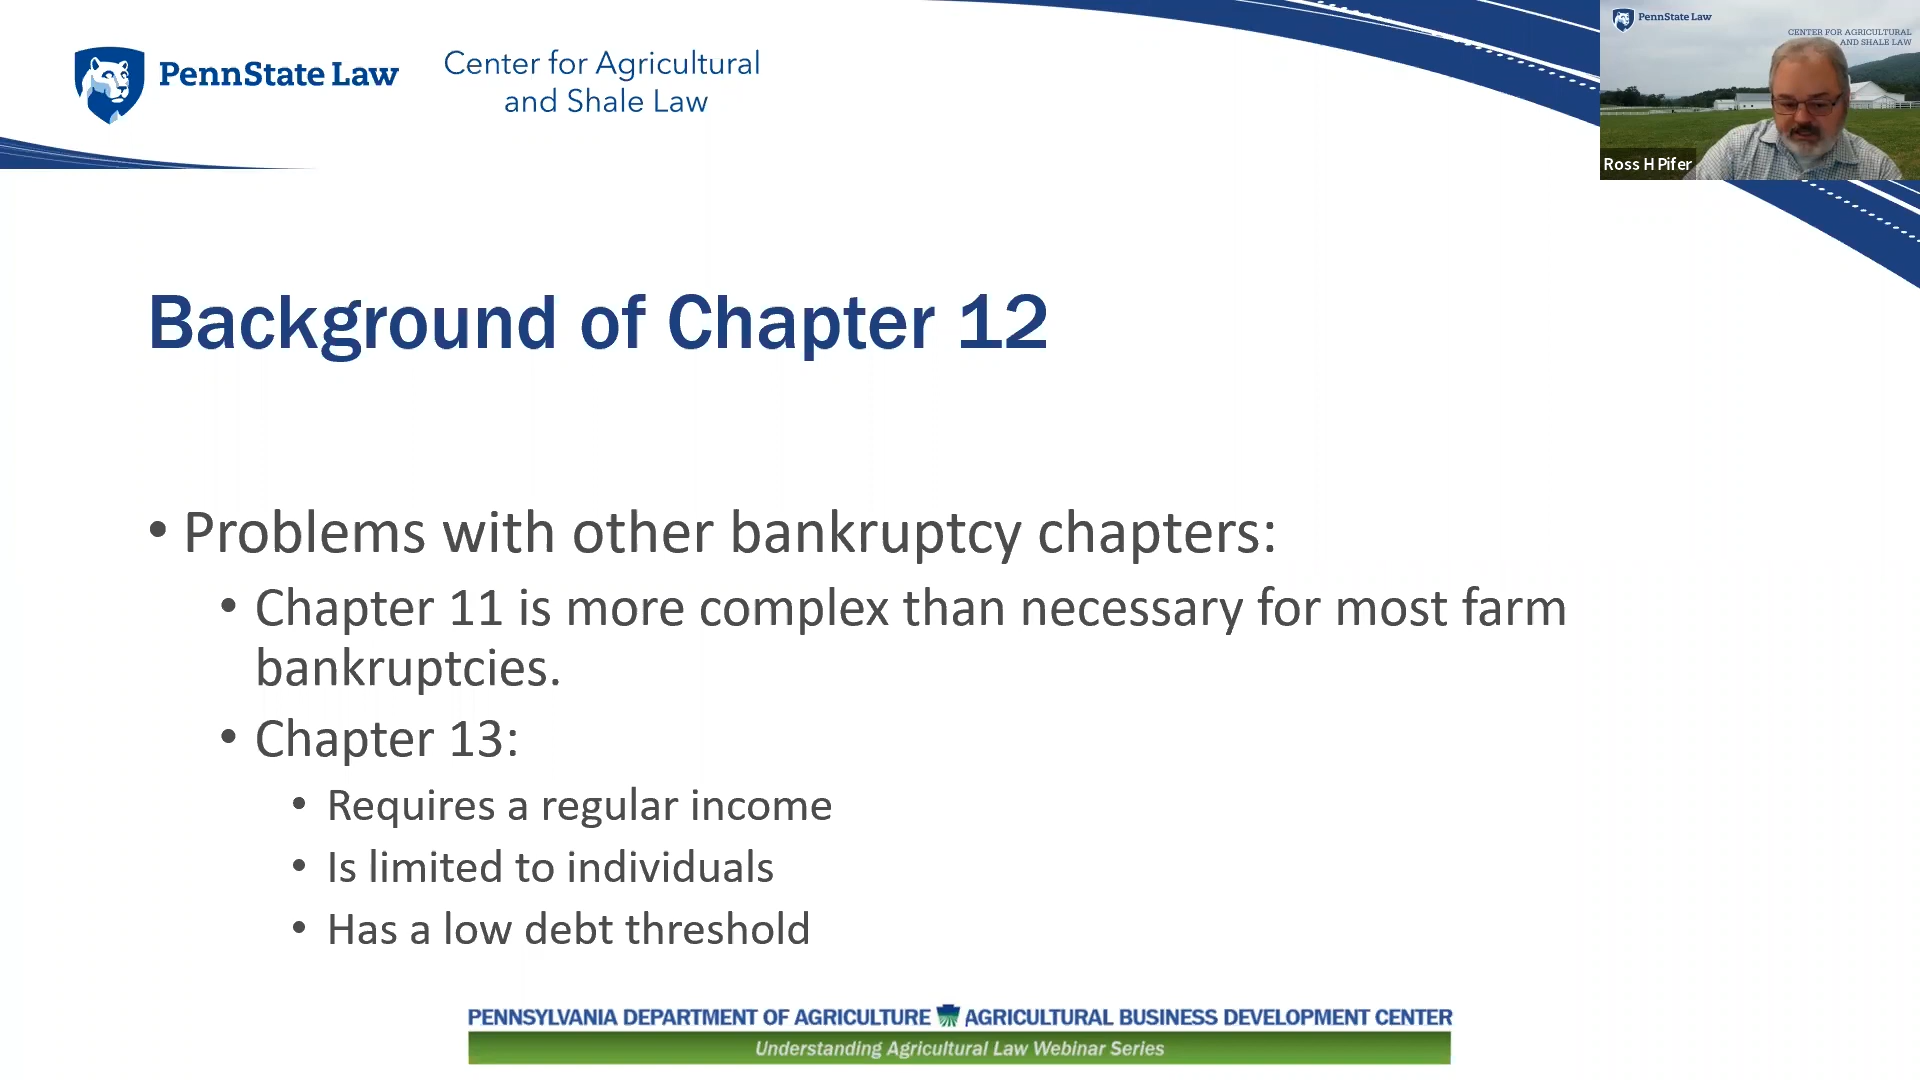 PennState Law
Center for Agricultural
and Shale Law
PennState Law
CENTER FOR AGRICULTURAL
AND SHALE LAW
Ross H Pifer
Background of Chapter 12
• Problems with other bankruptcy chapters:
• Chapter 11 is more complex than necessary for most farm
bankruptcies.
• Chapter 13:
• Requires a regular income
• Is limited to individuals
• Has a low debt threshold
PENNSYLVANIA DEPARTMENT OF AGRICULTURE AGRICULTURAL BUSINESS DEVELOPMENT CENTER
Understanding Agricultural Law Webinar Series